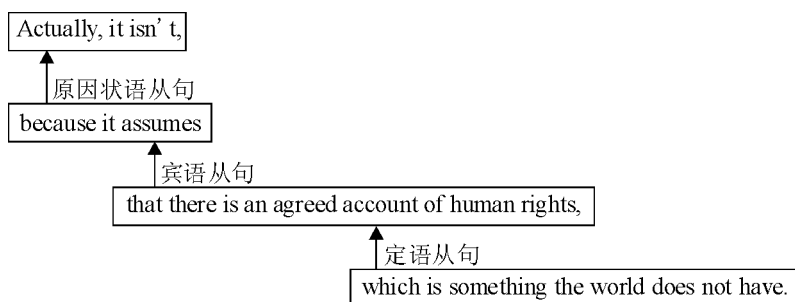 Actually, it isn’ t,
原因状语从句
because it assumes
宾语从句
that there is an agreed account of human rights,
定语从句
which is something the world does not have.